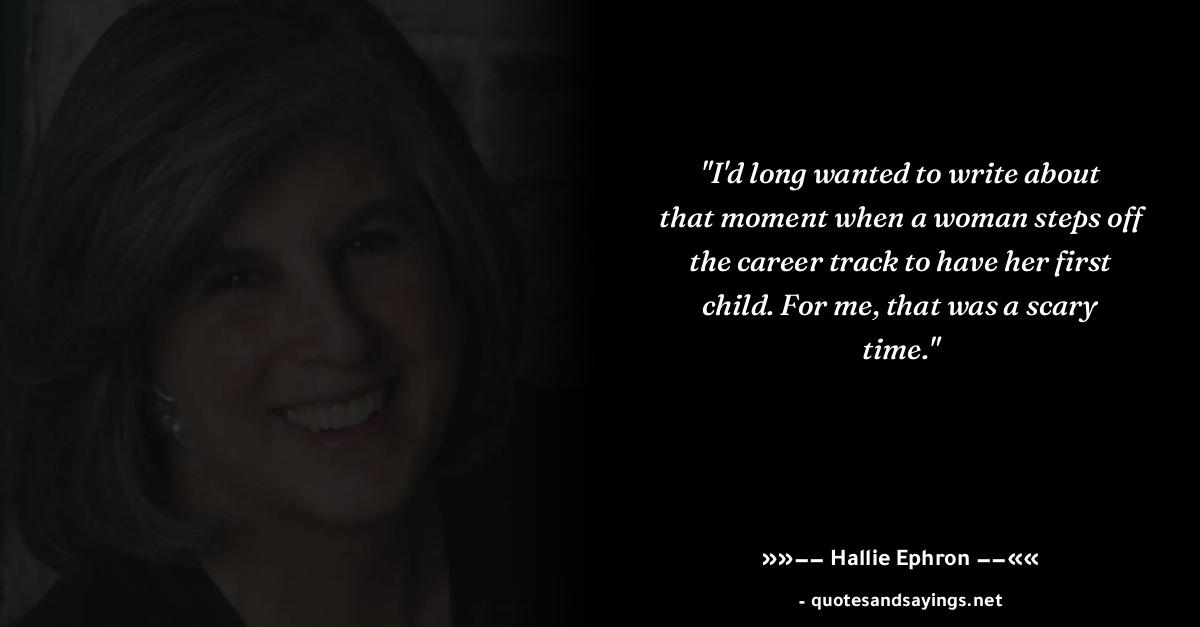 "I'd long wanted to write about
that moment when a woman steps off
the career track to have her first
child. For me, that was a scary
time."
»»—— Hallie Ephron ——««
- quotesandsayings.net